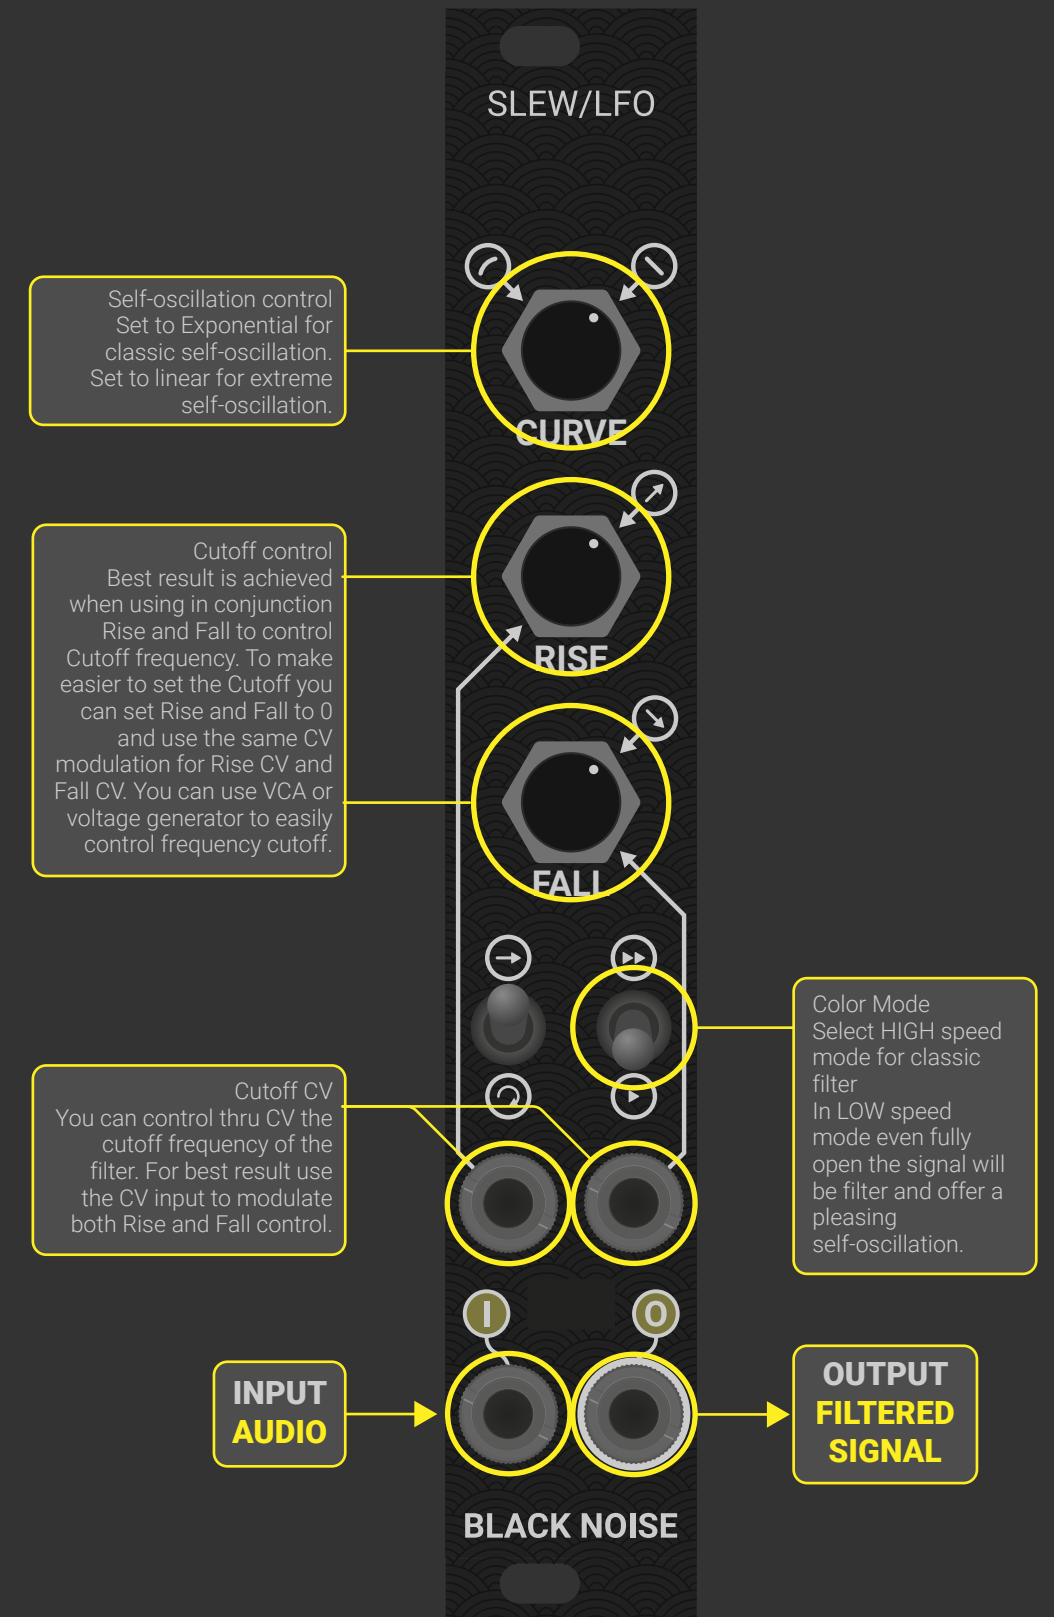 SLEW/LFO
Self-oscillation control
Set to Exponential for
classic self-oscillation.
Set to linear for extreme
self-oscillation.
CURVE
Cutoff control
Best result is achieved
when using in conjunction
Rise and Fall to control
Cutoff frequency. To make
easier to set the Cutoff you
can set Rise and Fall to 0
and use the same CV
modulation for Rise CV and
Fall CV. You can use VCA or
voltage generator to easily
control frequency cutoff.
RISE
FALL
Color Mode
Select HIGH speed
mode for classic
filter
In LOW speed
mode even fully
open the signal will
be filter and offer a
pleasing
self-oscillation.
Cutoff CV
You can control thru CV the
cutoff frequency of the
filter. For best result use
the CV input to modulate
both Rise and Fall control.
I
O
INPUT
AUDIO
OUTPUT
FILTERED
SIGNAL
BLACK NOISE